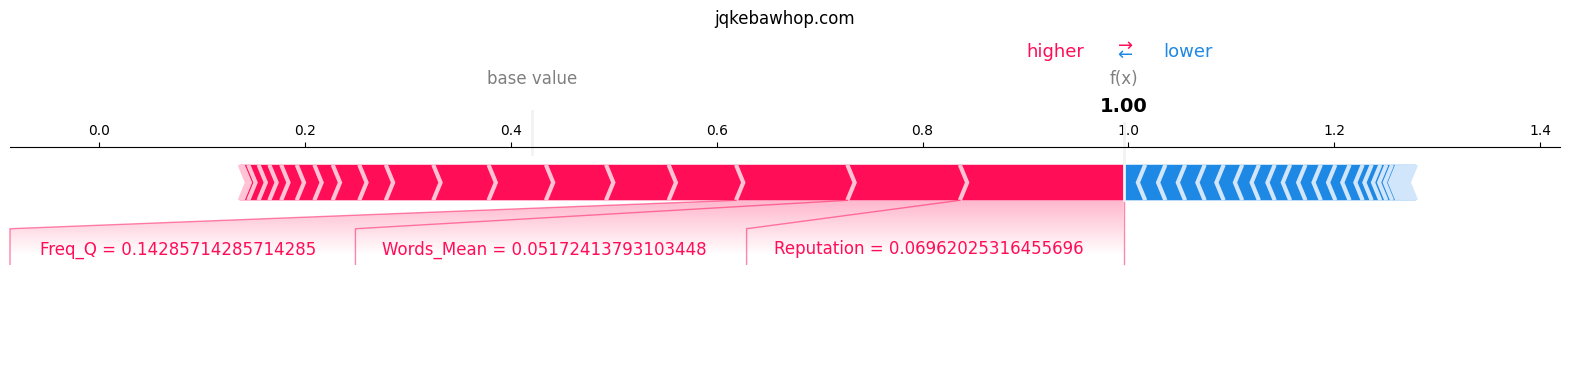 jqkebawhop.com
higher ⇄ lower
base value f(x)
1.00
0.0 0.2 0.4 0.6 0.8 1.0 1.2 1.4
Freq_Q = 0.14285714285714285 Words_Mean = 0.05172413793103448 Reputation = 0.06962025316455696